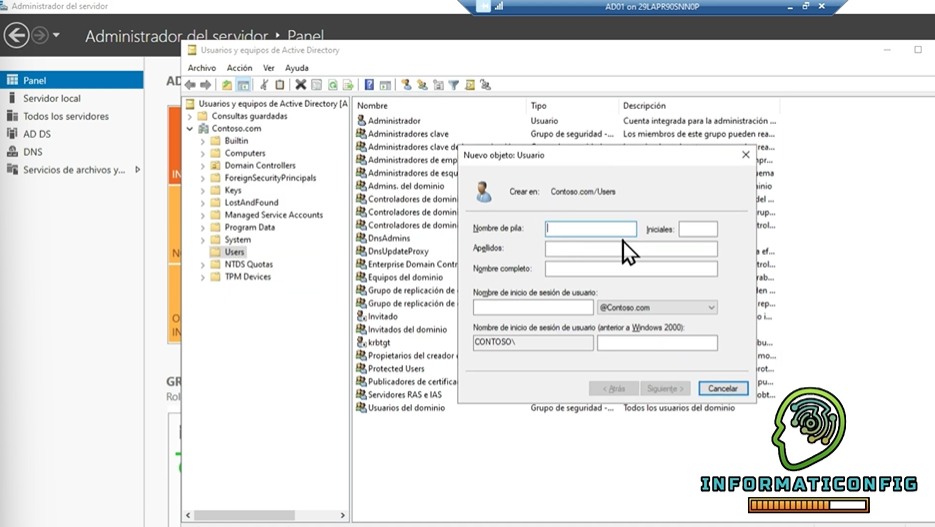 Administrador del servidor
AD01 on 29LAPR90SNN0P
Administrador del servidor ‣ Panel
Usuarios y equipos de Active Directory
Archivo Acción Ver Ayuda
Panel
Servidor local
Todos los servidores
AD DS
DNS
Servicios de archivos y...
AD
IN
IN
GR
Usuarios y equipos de Active Directory [A
Consultas guardadas
Contoso.com
Builtin
Computers
Domain Controllers
ForeignSecurityPrincipals
Keys
LostAndFound
Managed Service Accounts
Program Data
System
Users
NTDS Quotas
TPM Devices
Nombre Tipo Descripción
Administrador Usuario Cuenta integrada para la administración ...
Administradores clave Grupo de seguridad -... Los miembros de este grupo pueden rea...
Administradores clave de
Administradores de emp
Administradores de esqu
Admins. del dominio
Controladores de domin
Controladores de domin
Controladores de domin
DnsAdmins
DnsUpdateProxy
Enterprise Domain Contr
Equipos del dominio
Grupo de replicación de
Grupo de replicación de
Invitado
Invitados del dominio
krbtgt
Propietarios del creador
Protected Users
Publicadores de certifica
Servidores RAS e IAS
Usuarios del dominio Grupo de seguridad -... Todos los usuarios del dominio
Nuevo objeto: Usuario
Crear en: Contoso.com/Users
Nombre de pila: Iniciales:
Apellidos:
Nombre completo:
Nombre de inicio de sesión de usuario:
@Contoso.com
Nombre de inicio de sesión de usuario (anterior a Windows 2000):
CONTOSO\
< Atrás Siguiente > Cancelar
INFORMATICONFIG